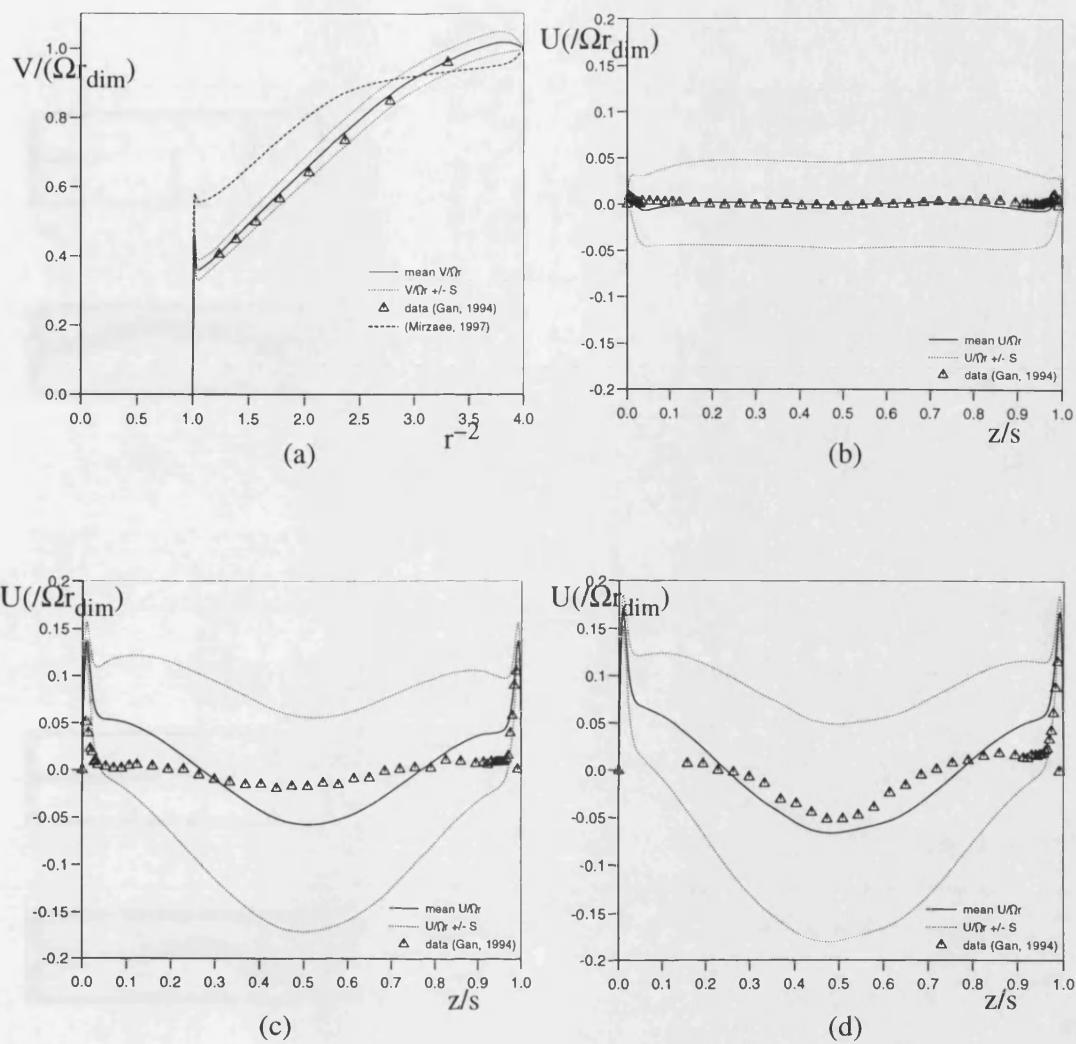 V/(Ωr_dim)
1.0
0.8
0.6
0.4
0.2
0.0
mean V/Ωr
V/Ωr +/- S
data (Gan, 1994)
(Mirzaee, 1997)
0.0 0.5 1.0 1.5 2.0 2.5 3.0 3.5 4.0
r⁻²
(a)
U(/Ωr_dim)
0.2
0.15
0.10
0.05
0.0
-0.05
-0.1
-0.15
-0.2
mean U/Ωr
U/Ωr +/- S
data (Gan, 1994)
0.0 0.1 0.2 0.3 0.4 0.5 0.6 0.7 0.8 0.9 1.0
z/s
(b)
U(/Ωr_dim)
0.2
0.15
0.10
0.05
0.0
-0.05
-0.1
-0.15
-0.2
mean U/Ωr
U/Ωr +/- S
data (Gan, 1994)
0.0 0.1 0.2 0.3 0.4 0.5 0.6 0.7 0.8 0.9 1.0
z/s
(c)
U(/Ωr_dim)
0.2
0.15
0.10
0.05
0.0
-0.05
-0.1
-0.15
-0.2
mean U/Ωr
U/Ωr +/- S
data (Gan, 1994)
0.0 0.1 0.2 0.3 0.4 0.5 0.6 0.7 0.8 0.9 1.0
z/s
(d)